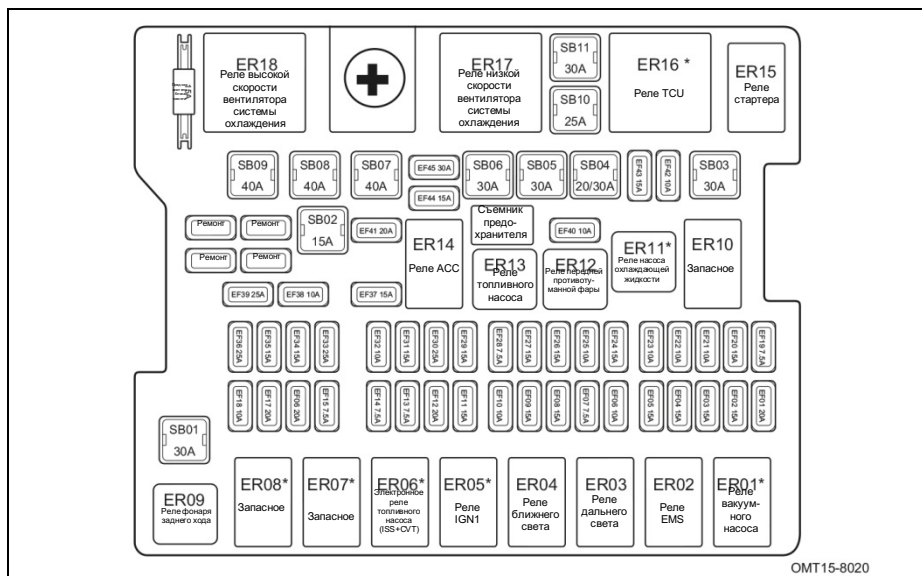 ER18
Реле высокой
скорости
вентилятора
системы
охлаждения
ER17
Реле низкой
скорости
вентилятора
системы
охлаждения
SB11
30A
SB10
25A
ER16 *
Реле TCU
ER15
Реле
стартера
SB09
40A
SB08
40A
SB07
40A
EF45 30A
EF44 15A
SB06
30A
SB05
30A
SB04
20/30A
EF43 15A
EF42 10A
SB03
30A
Ремонт
Ремонт
Ремонт
Ремонт
SB02
15A
EF41 20A
ER14
Реле ACC
Съемник
предо-
хранителя
EF40 10A
ER13
Реле
топливного
насоса
ER12
Реле передней
противоту-
манной фары
ER11*
Реле насоса
охлаждающей
жидкости
ER10
Запасное
EF39 25A
EF38 10A
EF37 15A
EF36 25A
EF35 15A
EF34 15A
EF33 25A
EF32 10A
EF31 15A
EF30 25A
EF29 15A
EF28 7.5A
EF27 15A
EF26 15A
EF25 10A
EF24 15A
EF23 10A
EF22 10A
EF21 10A
EF20 15A
EF19 7.5A
EF18 10A
EF17 20A
EF06 20A
EF15 7.5A
EF14 7.5A
EF13 7.5A
EF12 20A
EF11 15A
EF10 10A
EF09 15A
EF08 15A
EF07 7.5A
EF06 10A
EF05 15A
EF04 15A
EF03 15A
EF02 15A
EF01 20A
SB01
30A
ER09
Реле фонаря
заднего хода
ER08*
Запасное
ER07*
Запасное
ER06*
Электронное
реле
топливного
насоса
(ISS+CVT)
ER05*
Реле
IGN1
ER04
Реле
ближнего
света
ER03
Реле
дальнего
света
ER02
Реле
EMS
ER01*
Реле
вакуум-
ного
насоса
OMT15-8020